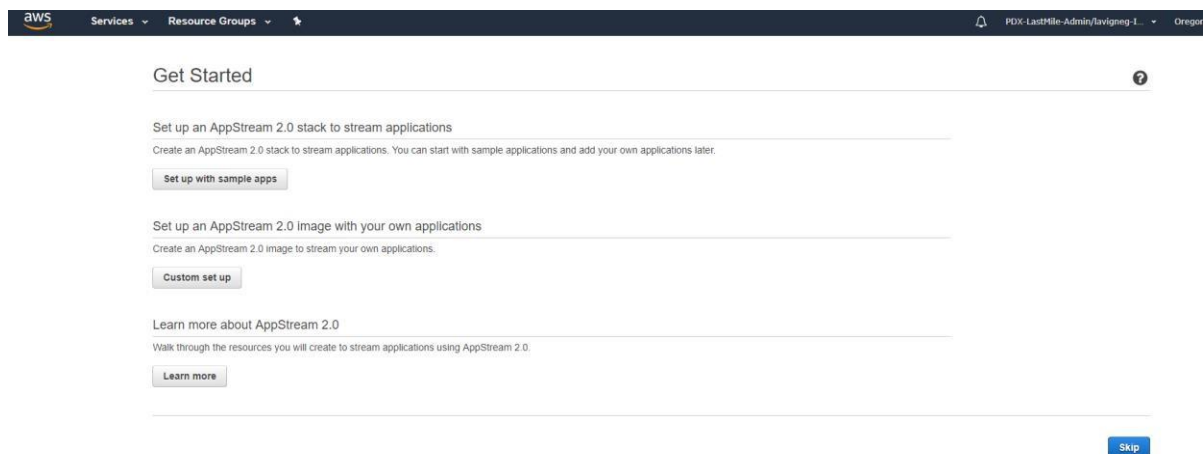 aws Services Resource Groups PDX-LastMile-Admin/lavigneg-I... Oregon
Get Started
Set up an AppStream 2.0 stack to stream applications
Create an AppStream 2.0 stack to stream applications. You can start with sample applications and add your own applications later.
Set up with sample apps
Set up an AppStream 2.0 image with your own applications
Create an AppStream 2.0 image to stream your own applications.
Custom set up
Learn more about AppStream 2.0
Walk through the resources you will create to stream applications using AppStream 2.0.
Learn more
Skip